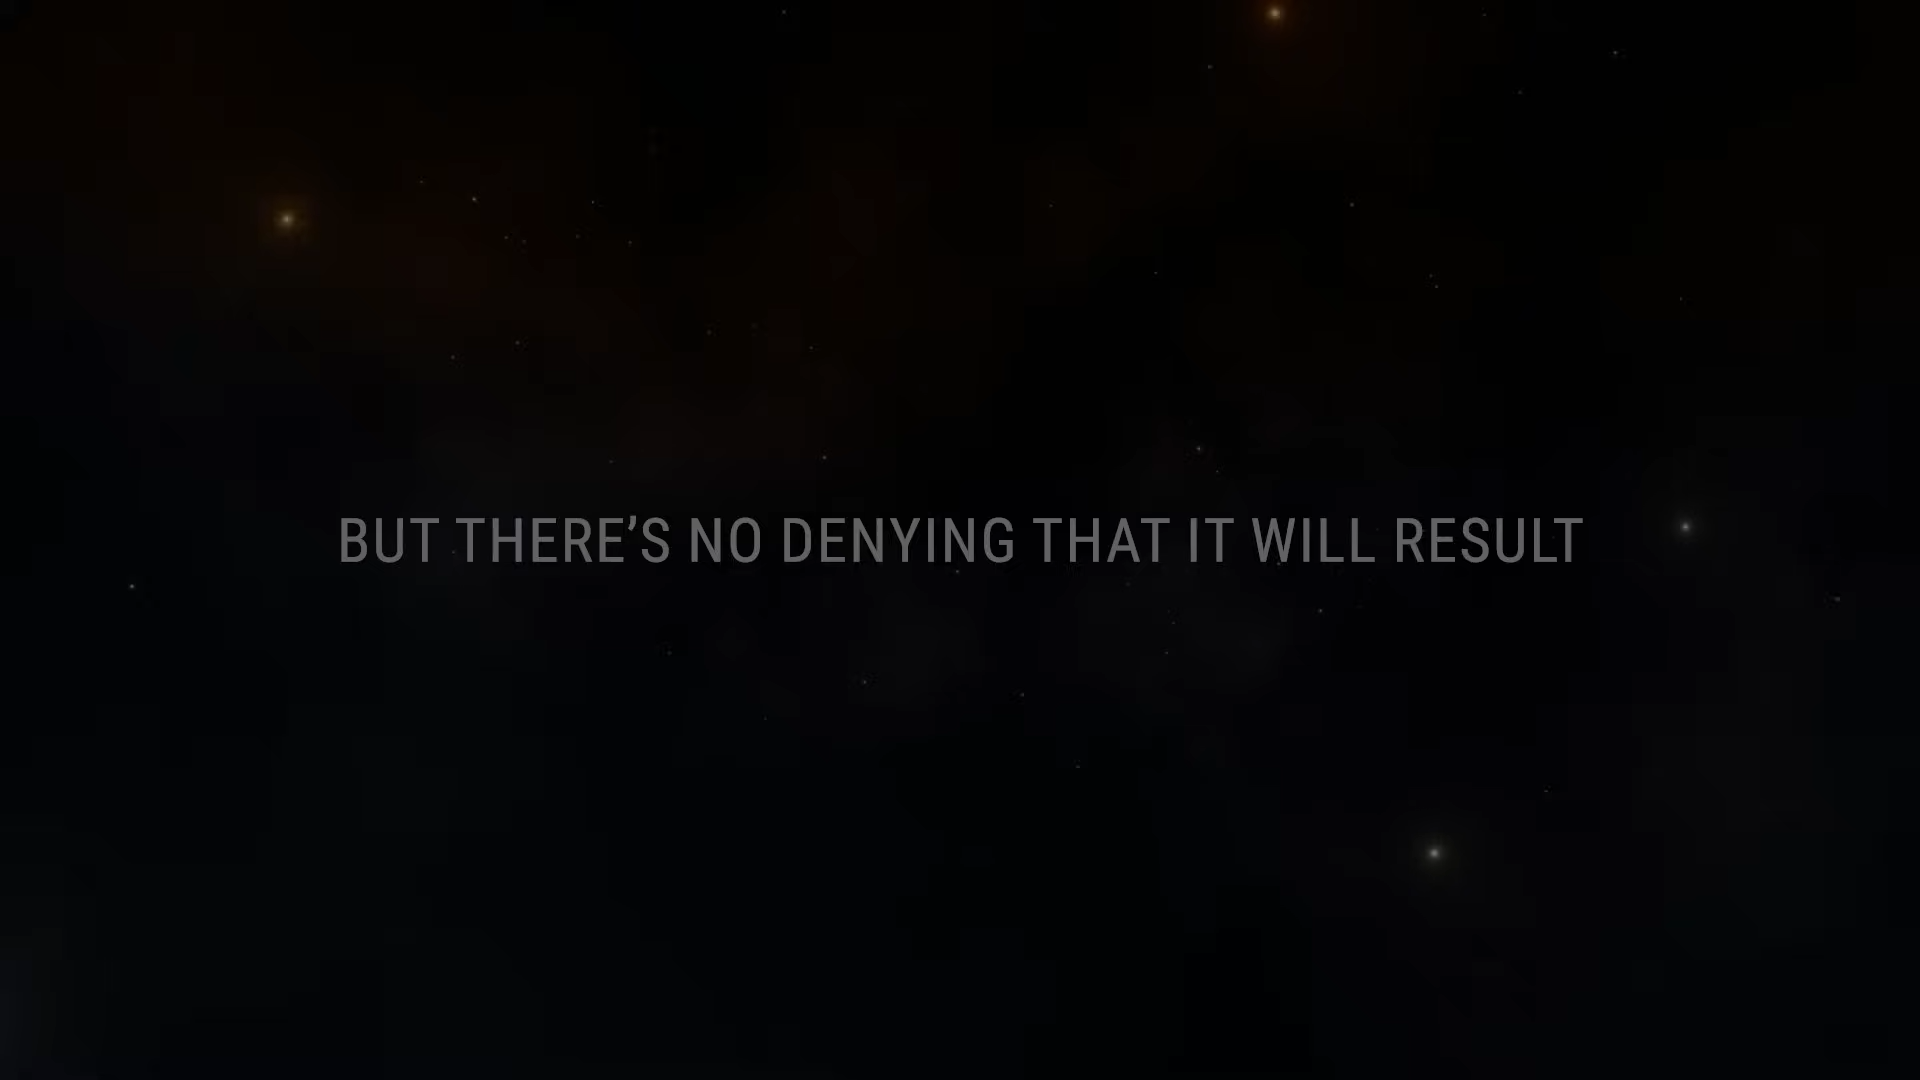 BUT THERE’S NO DENYING THAT IT WILL RESULT